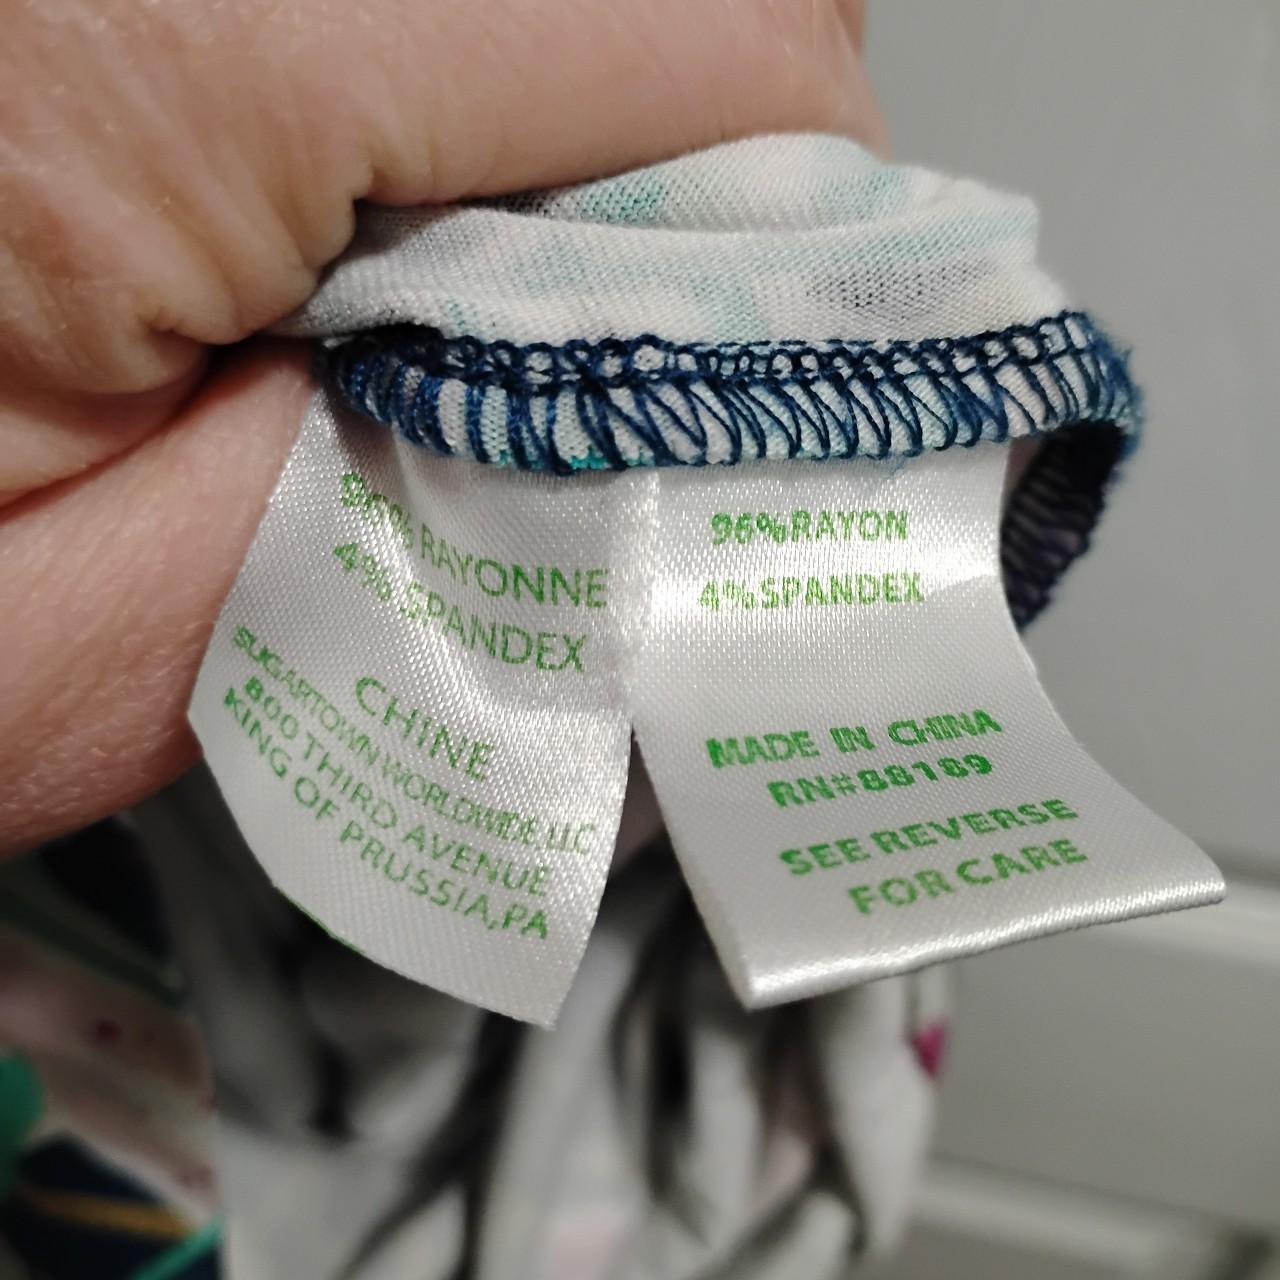 96% RAYONNE
4% SPANDEX
CHINE
SUGARTOWN WORLDWIDE LLC
800 THIRD AVENUE
KING OF PRUSSIA,PA
96%RAYON
4%SPANDEX
MADE IN CHINA
RN#88189
SEE REVERSE
FOR CARE